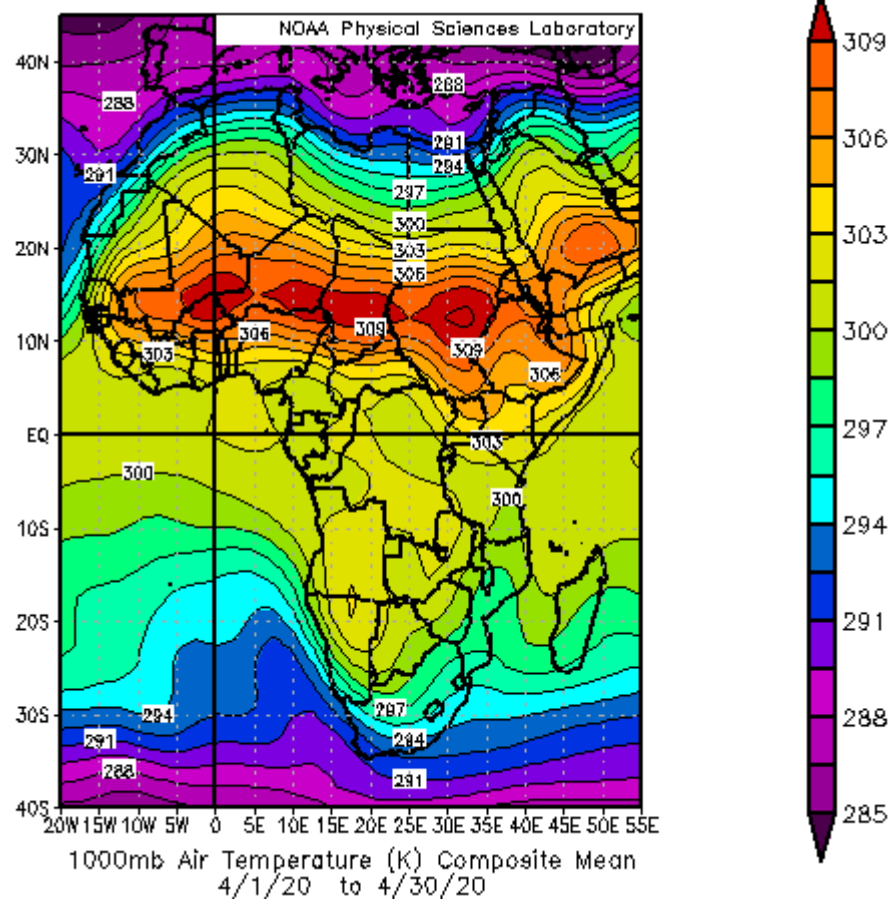 NOAA Physical Sciences Laboratory
309
306
303
300
297
294
291
288
285
40N
30N
20N
10N
EQ
10S
20S
30S
40S
288
288
291
291
294
297
300
303
306
309
306
303
309
306
303
300
300
297
294
294
291
291
288
20W 15W 10W 5W 0 5E 10E 15E 20E 25E 30E 35E 40E 45E 50E 55E
1000mb Air Temperature (K) Composite Mean
4/1/20 to 4/30/20